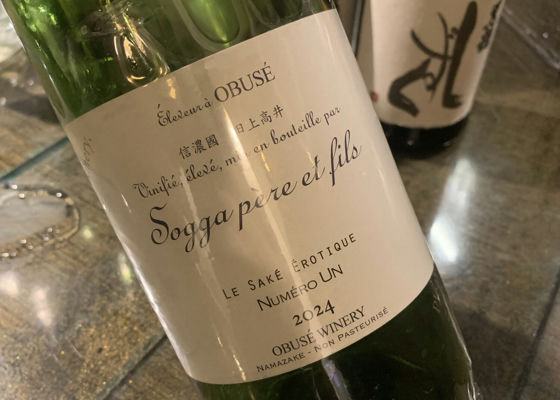 Éleveur à OBUSÉ
信濃國 日上高井
Vinifié, élevé, mis en bouteille par
Sogga père et fils
LE SAKÉ ÉROTIQUE
NUMÉRO UN
2024
OBUSÉ WINERY
NAMAZAKE - NON PASTEURISÉ